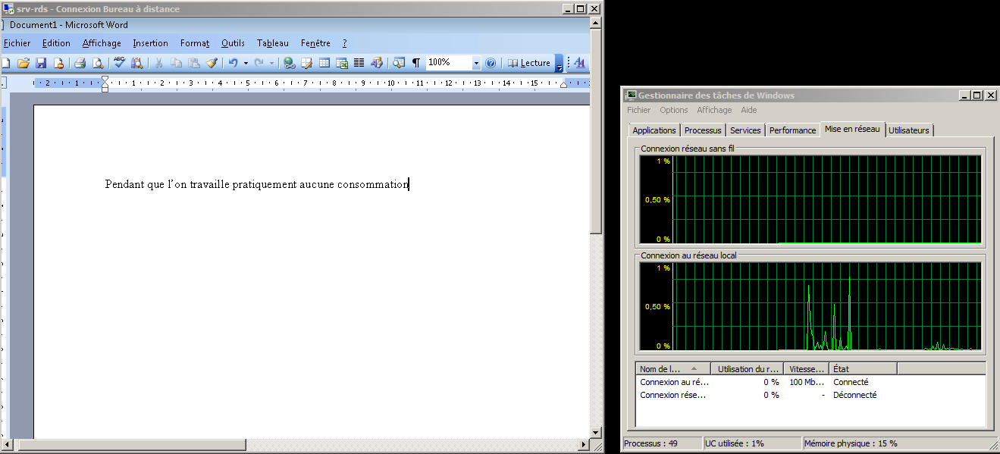 srv-rds - Connexion Bureau à distance
Document1 - Microsoft Word
Fichier Edition Affichage Insertion Format Outils Tableau Fenêtre ?
ABC 100% ¶ Lecture A
2 1 1 2 3 4 5 6 7 8 9 10 11 12 13 14 15
Pendant que l'on travaille pratiquement aucune consommation
Gestionnaire des tâches de Windows
Fichier Options Affichage Aide
Applications Processus Services Performance Mise en réseau Utilisateurs
Connexion réseau sans fil
1 %
0,50 %
0 %
Connexion au réseau local
1 %
0,50 %
0 %
Nom de l... Utilisation du r... Vitesse... État
Connexion au ré... 0 % 100 Mb... Connecté
Connexion rése... 0 % - Déconnecté
Processus : 49 UC utilisée : 1% Mémoire physique : 15 %